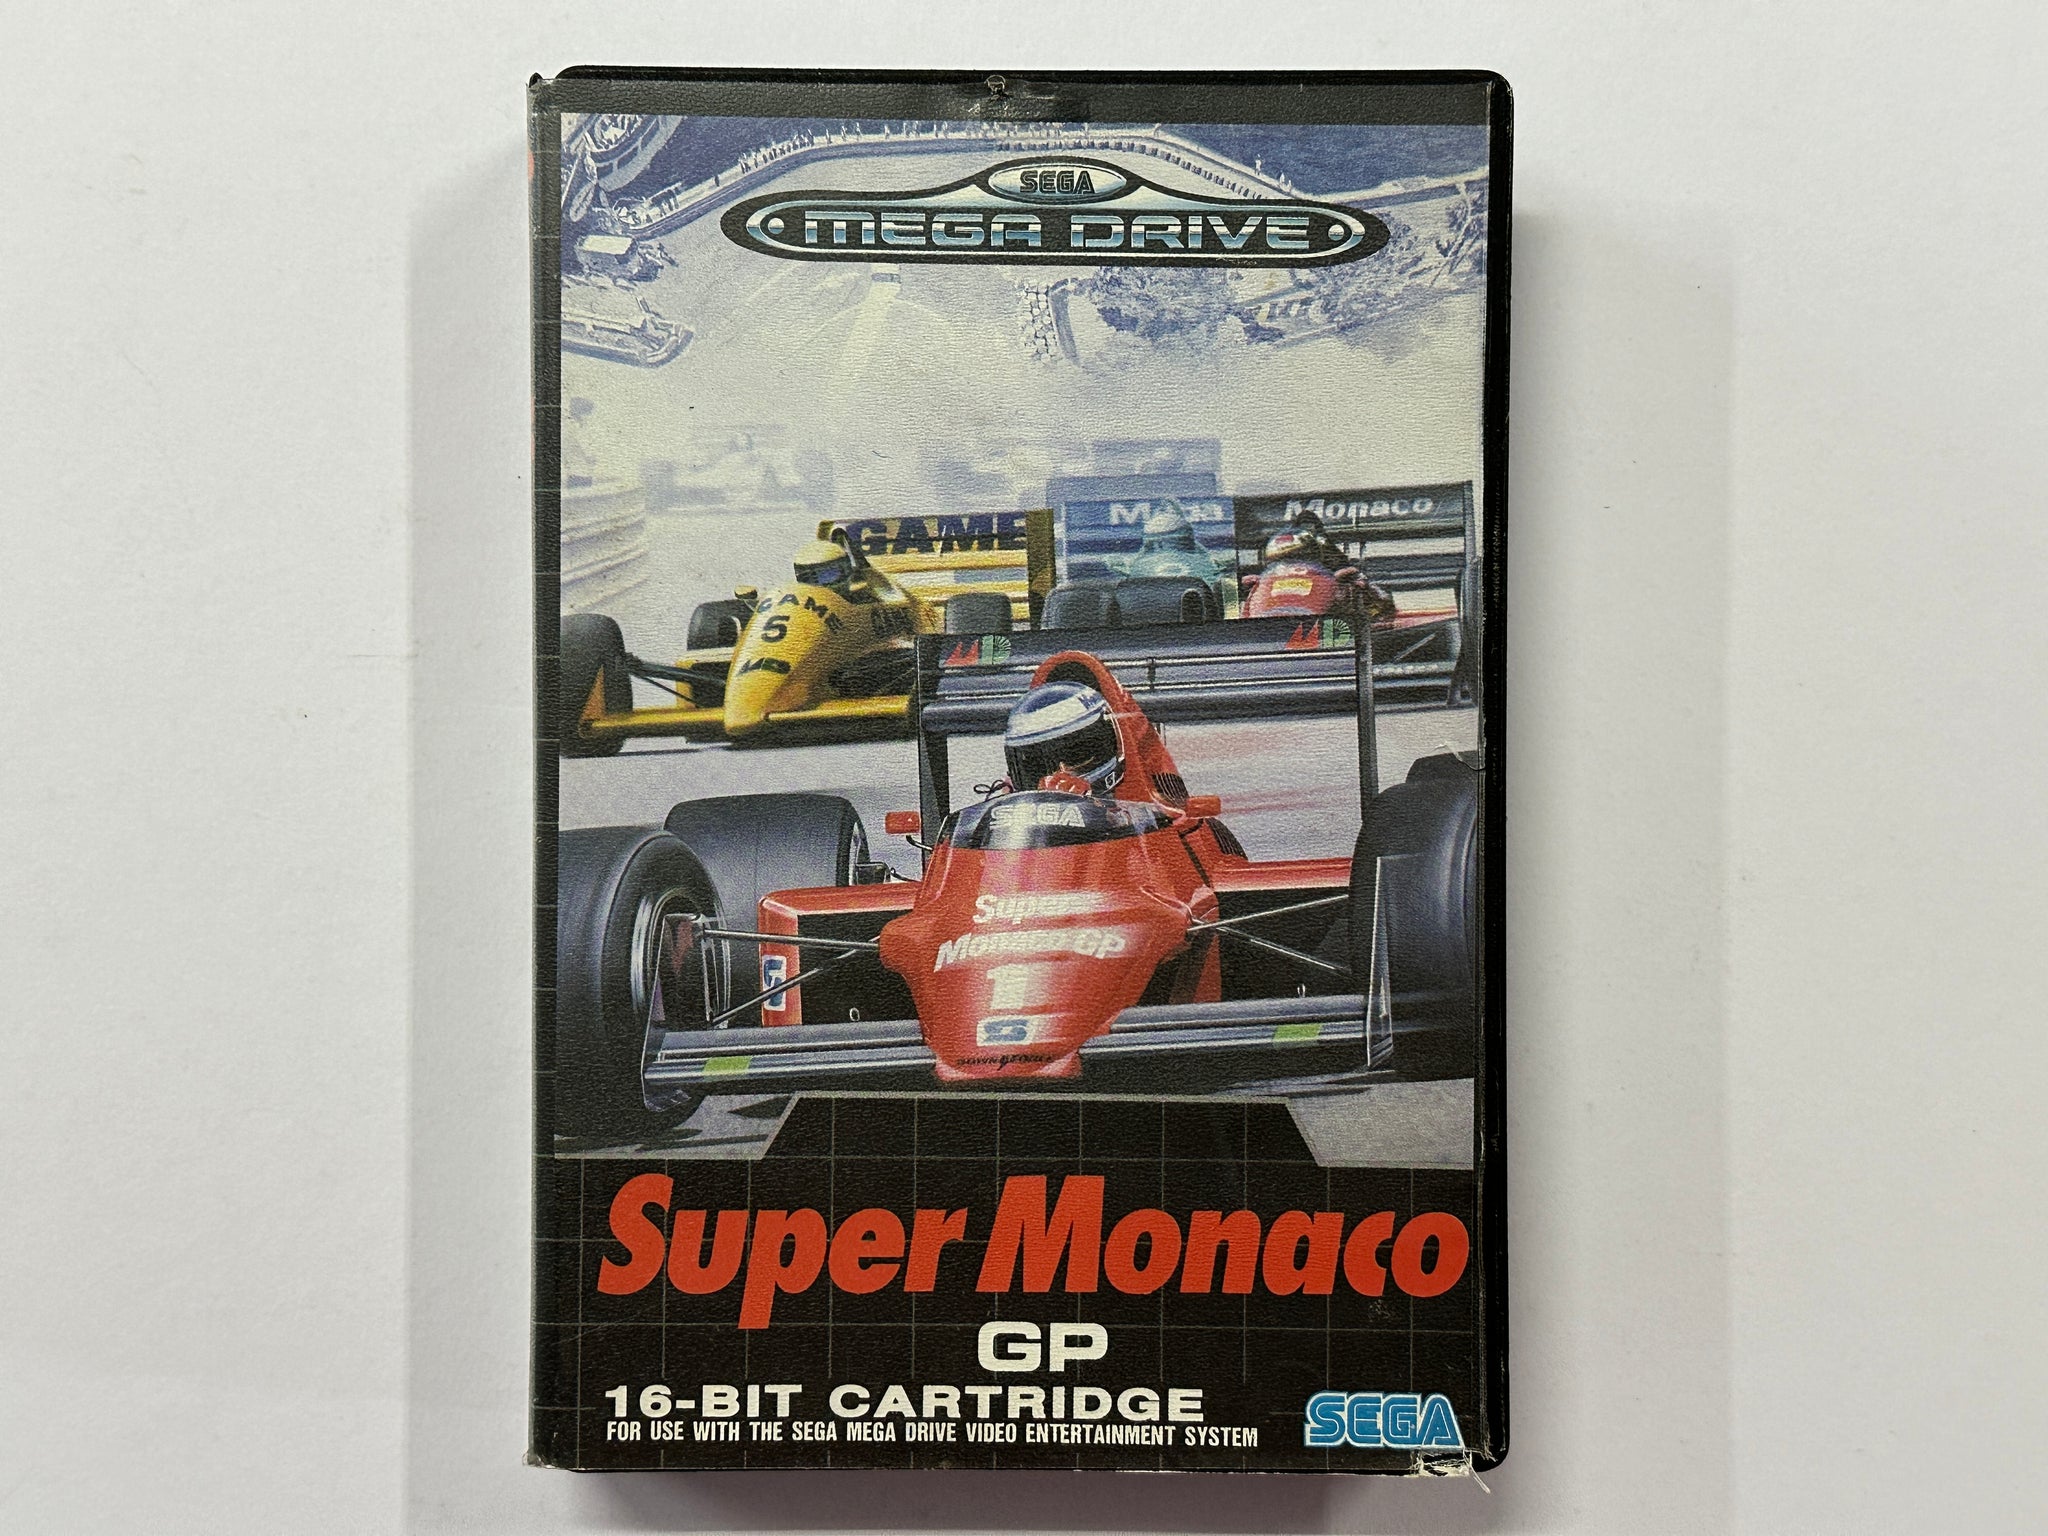 SEGA
MEGA DRIVE
GAME
Mega
Monaco
GAME
5
SEGA
Super
Monaco GP
1
Super Monaco
GP
16-BIT CARTRIDGE
FOR USE WITH THE SEGA MEGA DRIVE VIDEO ENTERTAINMENT SYSTEM
SEGA